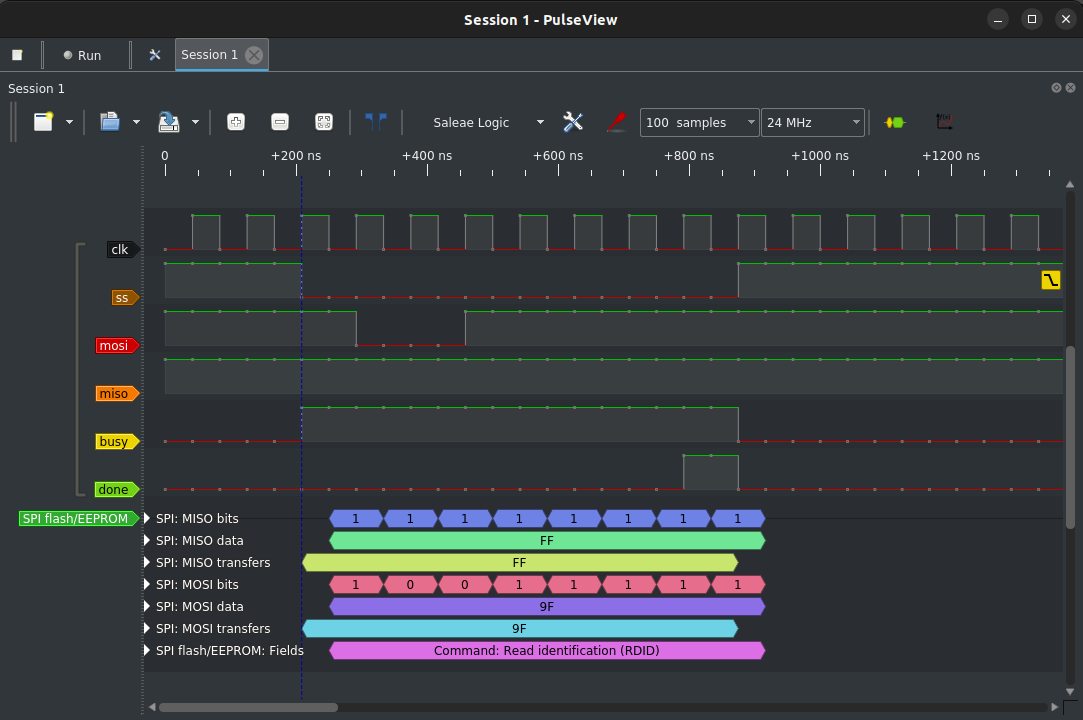 Session 1 - PulseView
Run
Session 1
Session 1
Saleae Logic
100 samples
24 MHz
0 +200 ns +400 ns +600 ns +800 ns +1000 ns +1200 ns
clk
ss
mosi
miso
busy
done
SPI flash/EEPROM SPI: MISO bits 1 1 1 1 1 1 1 1
SPI: MISO data FF
SPI: MISO transfers FF
SPI: MOSI bits 1 0 0 1 1 1 1 1
SPI: MOSI data 9F
SPI: MOSI transfers 9F
SPI flash/EEPROM: Fields Command: Read identification (RDID)